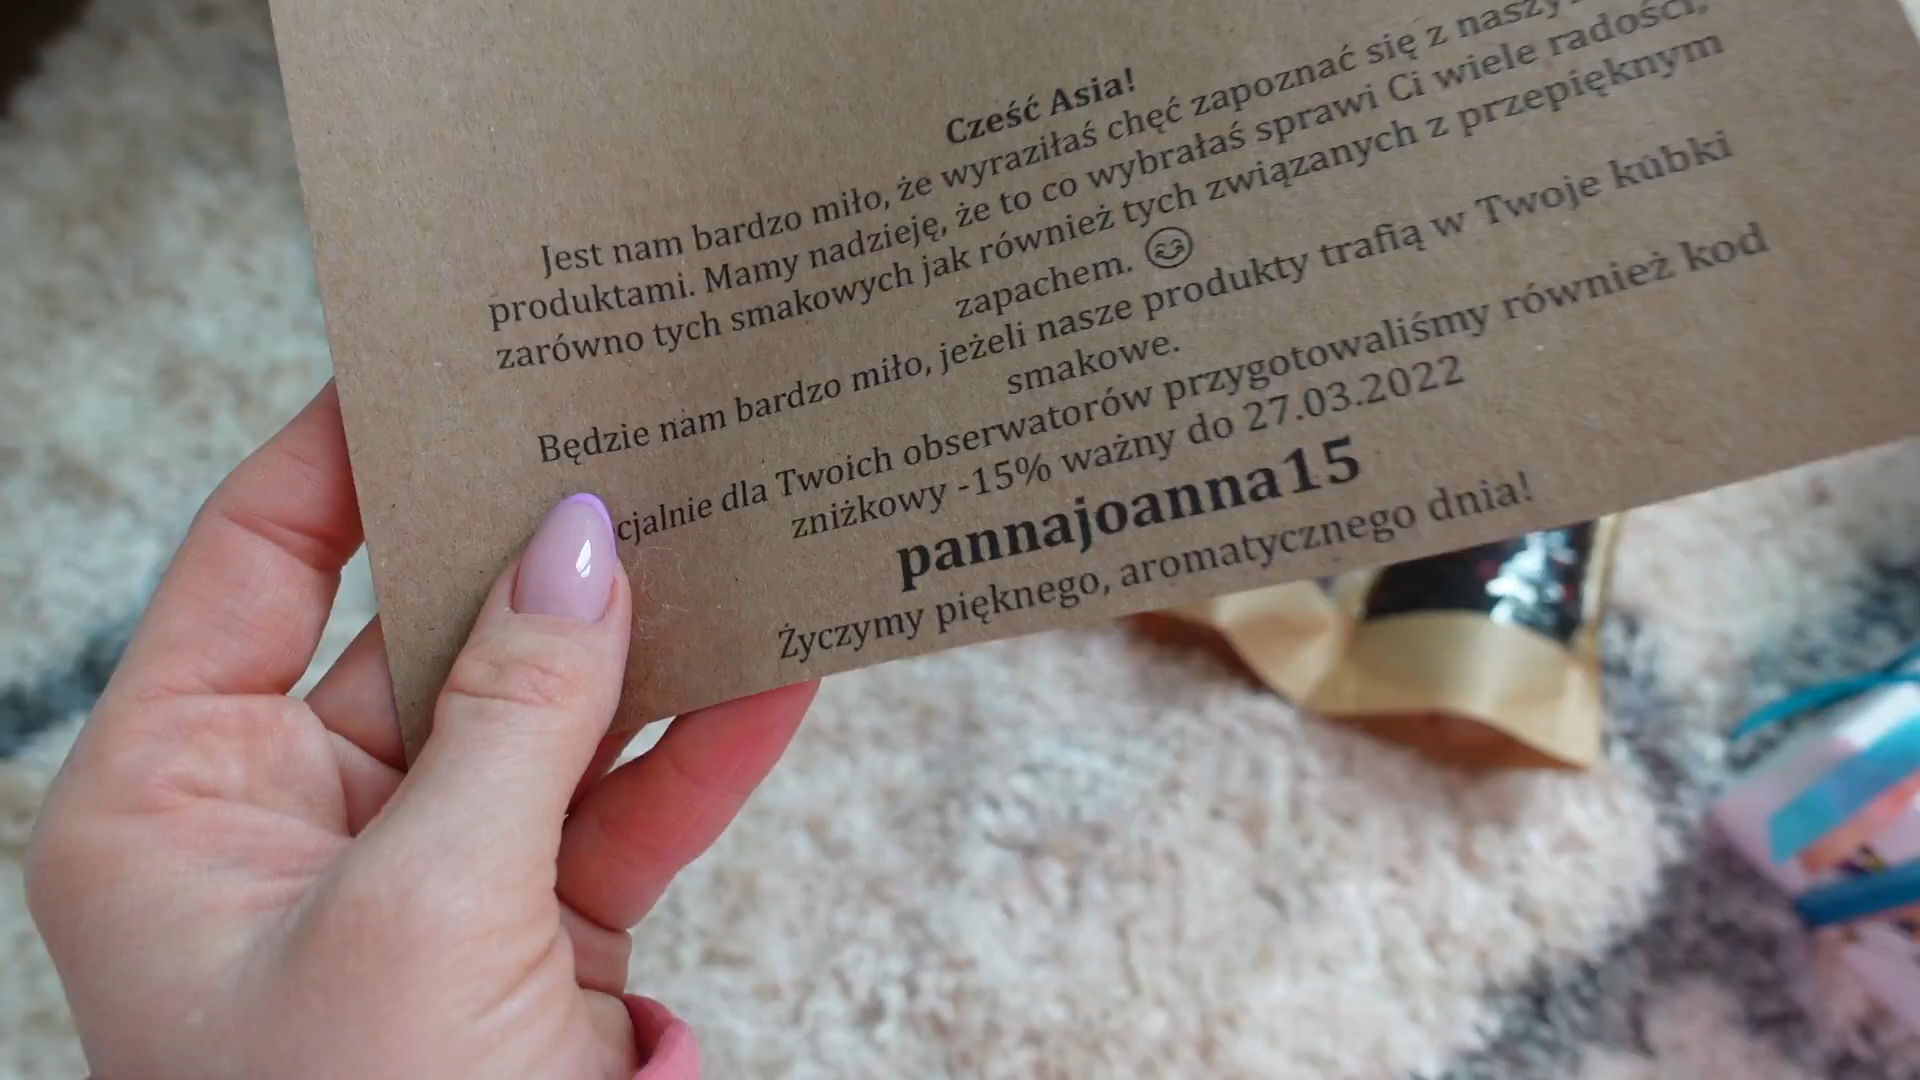 Cześć Asia!
Jest nam bardzo miło, że wyraziłaś chęć zapoznać się z
produktami. Mamy nadzieję, że to co wybrałaś sprawi Ci wiele radości,
zarówno tych smakowych jak również tych związanych z przepięknym
zapachem. 😊
Będzie nam bardzo miło, jeżeli nasze produkty trafią w Twoje kubki
smakowe.
cjalnie dla Twoich obserwatorów przygotowaliśmy również kod
zniżkowy -15% ważny do 27.03.2022
pannajoanna15
Życzymy pięknego, aromatycznego dnia!